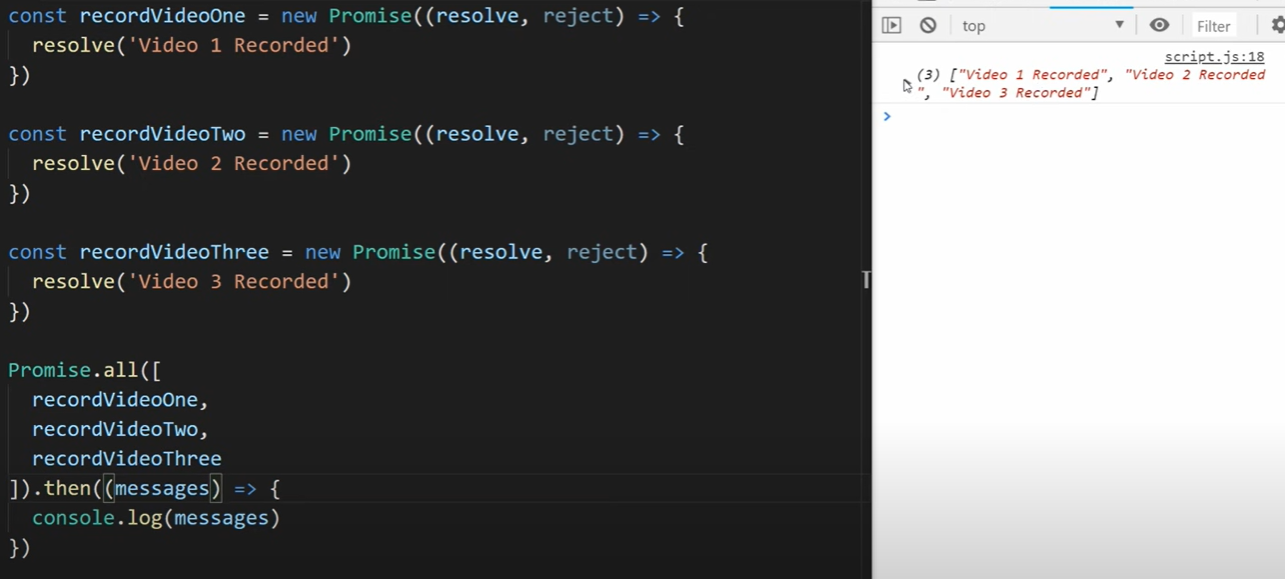 const recordVideoOne = new Promise((resolve, reject) => {
  resolve('Video 1 Recorded')
})

const recordVideoTwo = new Promise((resolve, reject) => {
  resolve('Video 2 Recorded')
})

const recordVideoThree = new Promise((resolve, reject) => {
  resolve('Video 3 Recorded')
})

Promise.all([
  recordVideoOne,
  recordVideoTwo,
  recordVideoThree
]).then((messages) => {
  console.log(messages)
})
top
Filter
script.js:18
(3) ["Video 1 Recorded", "Video 2 Recorded
", "Video 3 Recorded"]
>